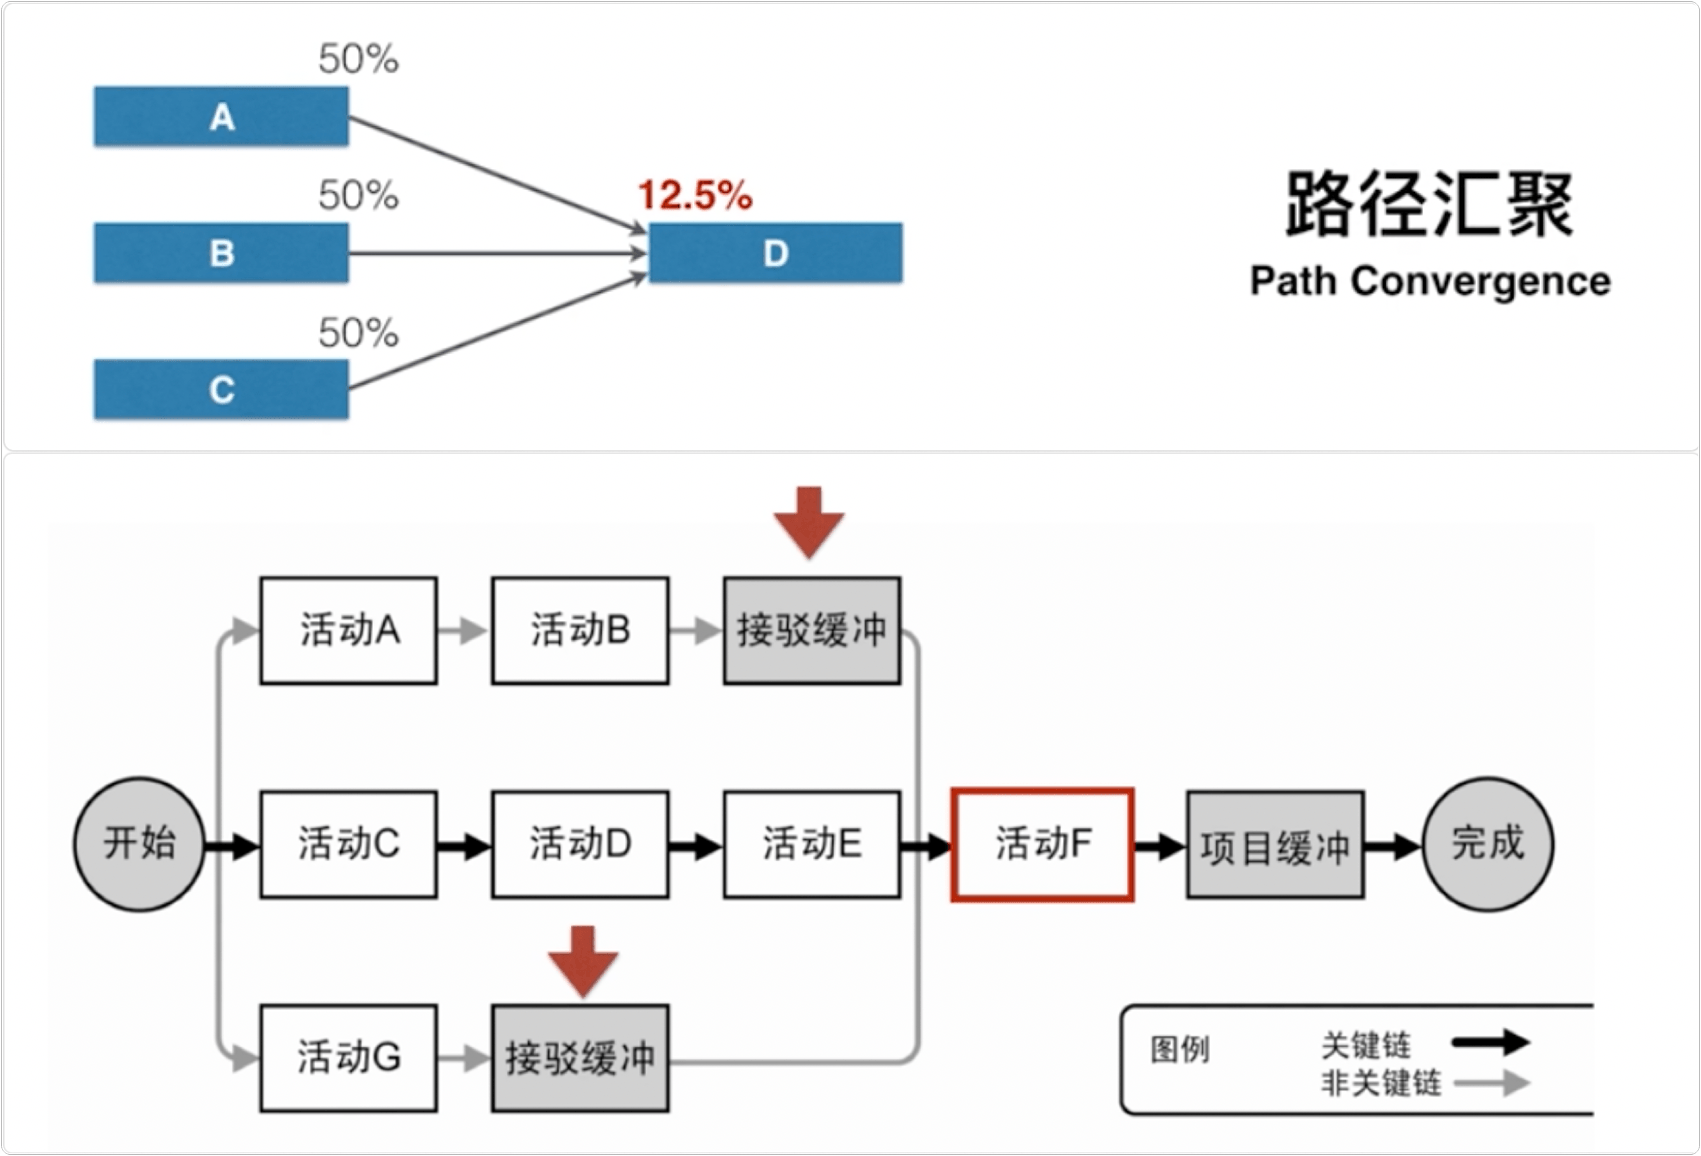 50%
A
50%
B
50%
C
12.5%
D
路径汇聚
Path Convergence
活动A
活动B
接驳缓冲
开始
活动C
活动D
活动E
活动F
项目缓冲
完成
活动G
接驳缓冲
图例
关键链
非关键链